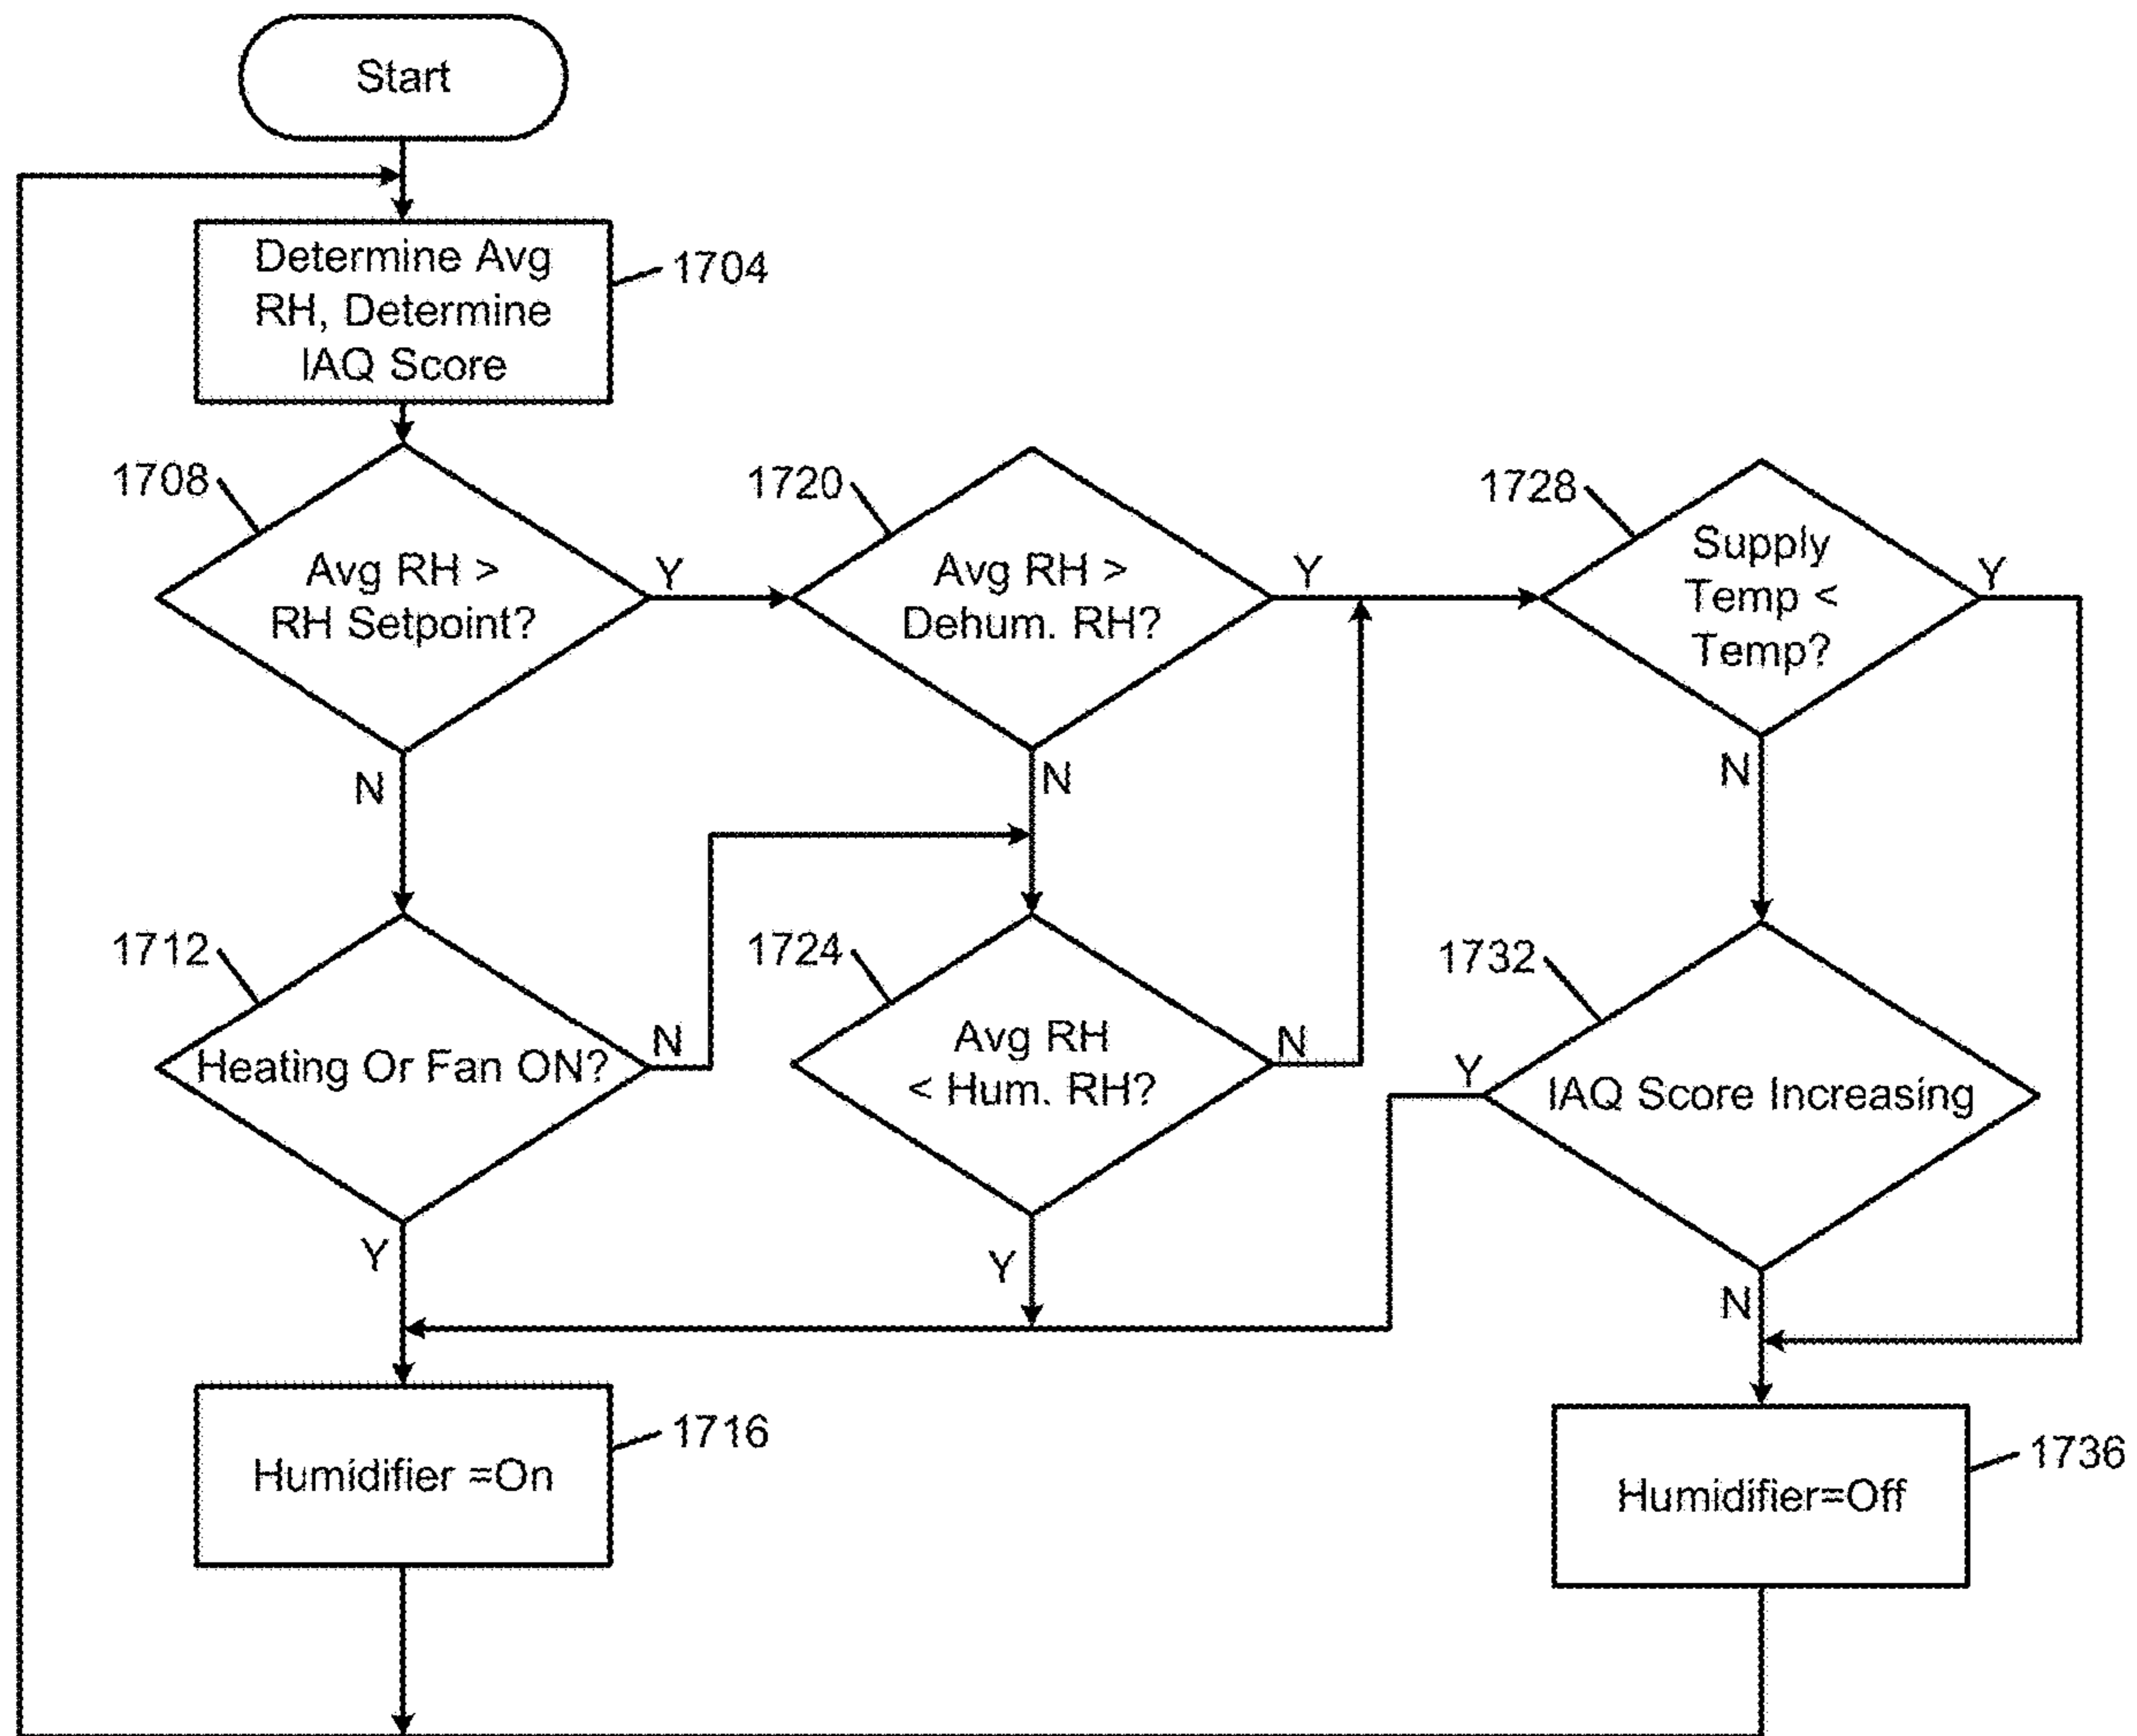 Start
Determine Avg
RH, Determine
IAQ Score
1704
1708
Avg RH >
RH Setpoint?
Y
N
1720
Avg RH >
Dehum. RH?
Y
N
1728
Supply
Temp <
Temp?
Y
N
1712
Heating Or Fan ON?
N
Y
1724
Avg RH
< Hum. RH?
N
Y
1732
IAQ Score Increasing
Y
N
Humidifier =On
1716
Humidifier=Off
1736